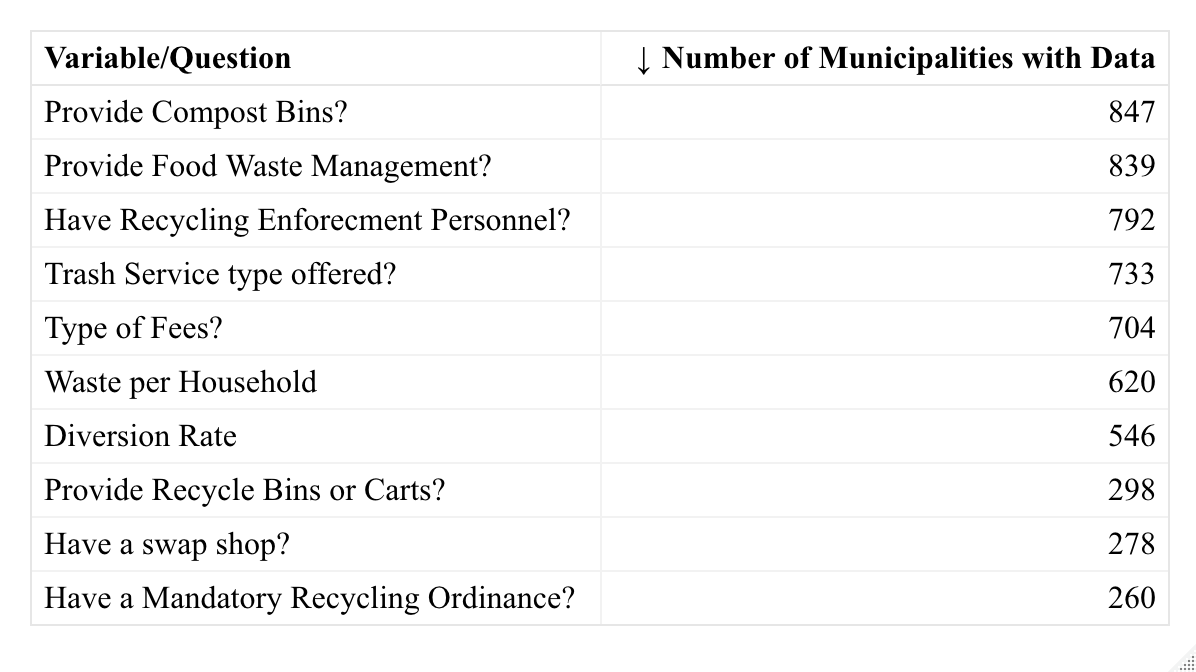 Variable/Question ↓ Number of Municipalities with Data
Provide Compost Bins? 847
Provide Food Waste Management? 839
Have Recycling Enforecment Personnel? 792
Trash Service type offered? 733
Type of Fees? 704
Waste per Household 620
Diversion Rate 546
Provide Recycle Bins or Carts? 298
Have a swap shop? 278
Have a Mandatory Recycling Ordinance? 260